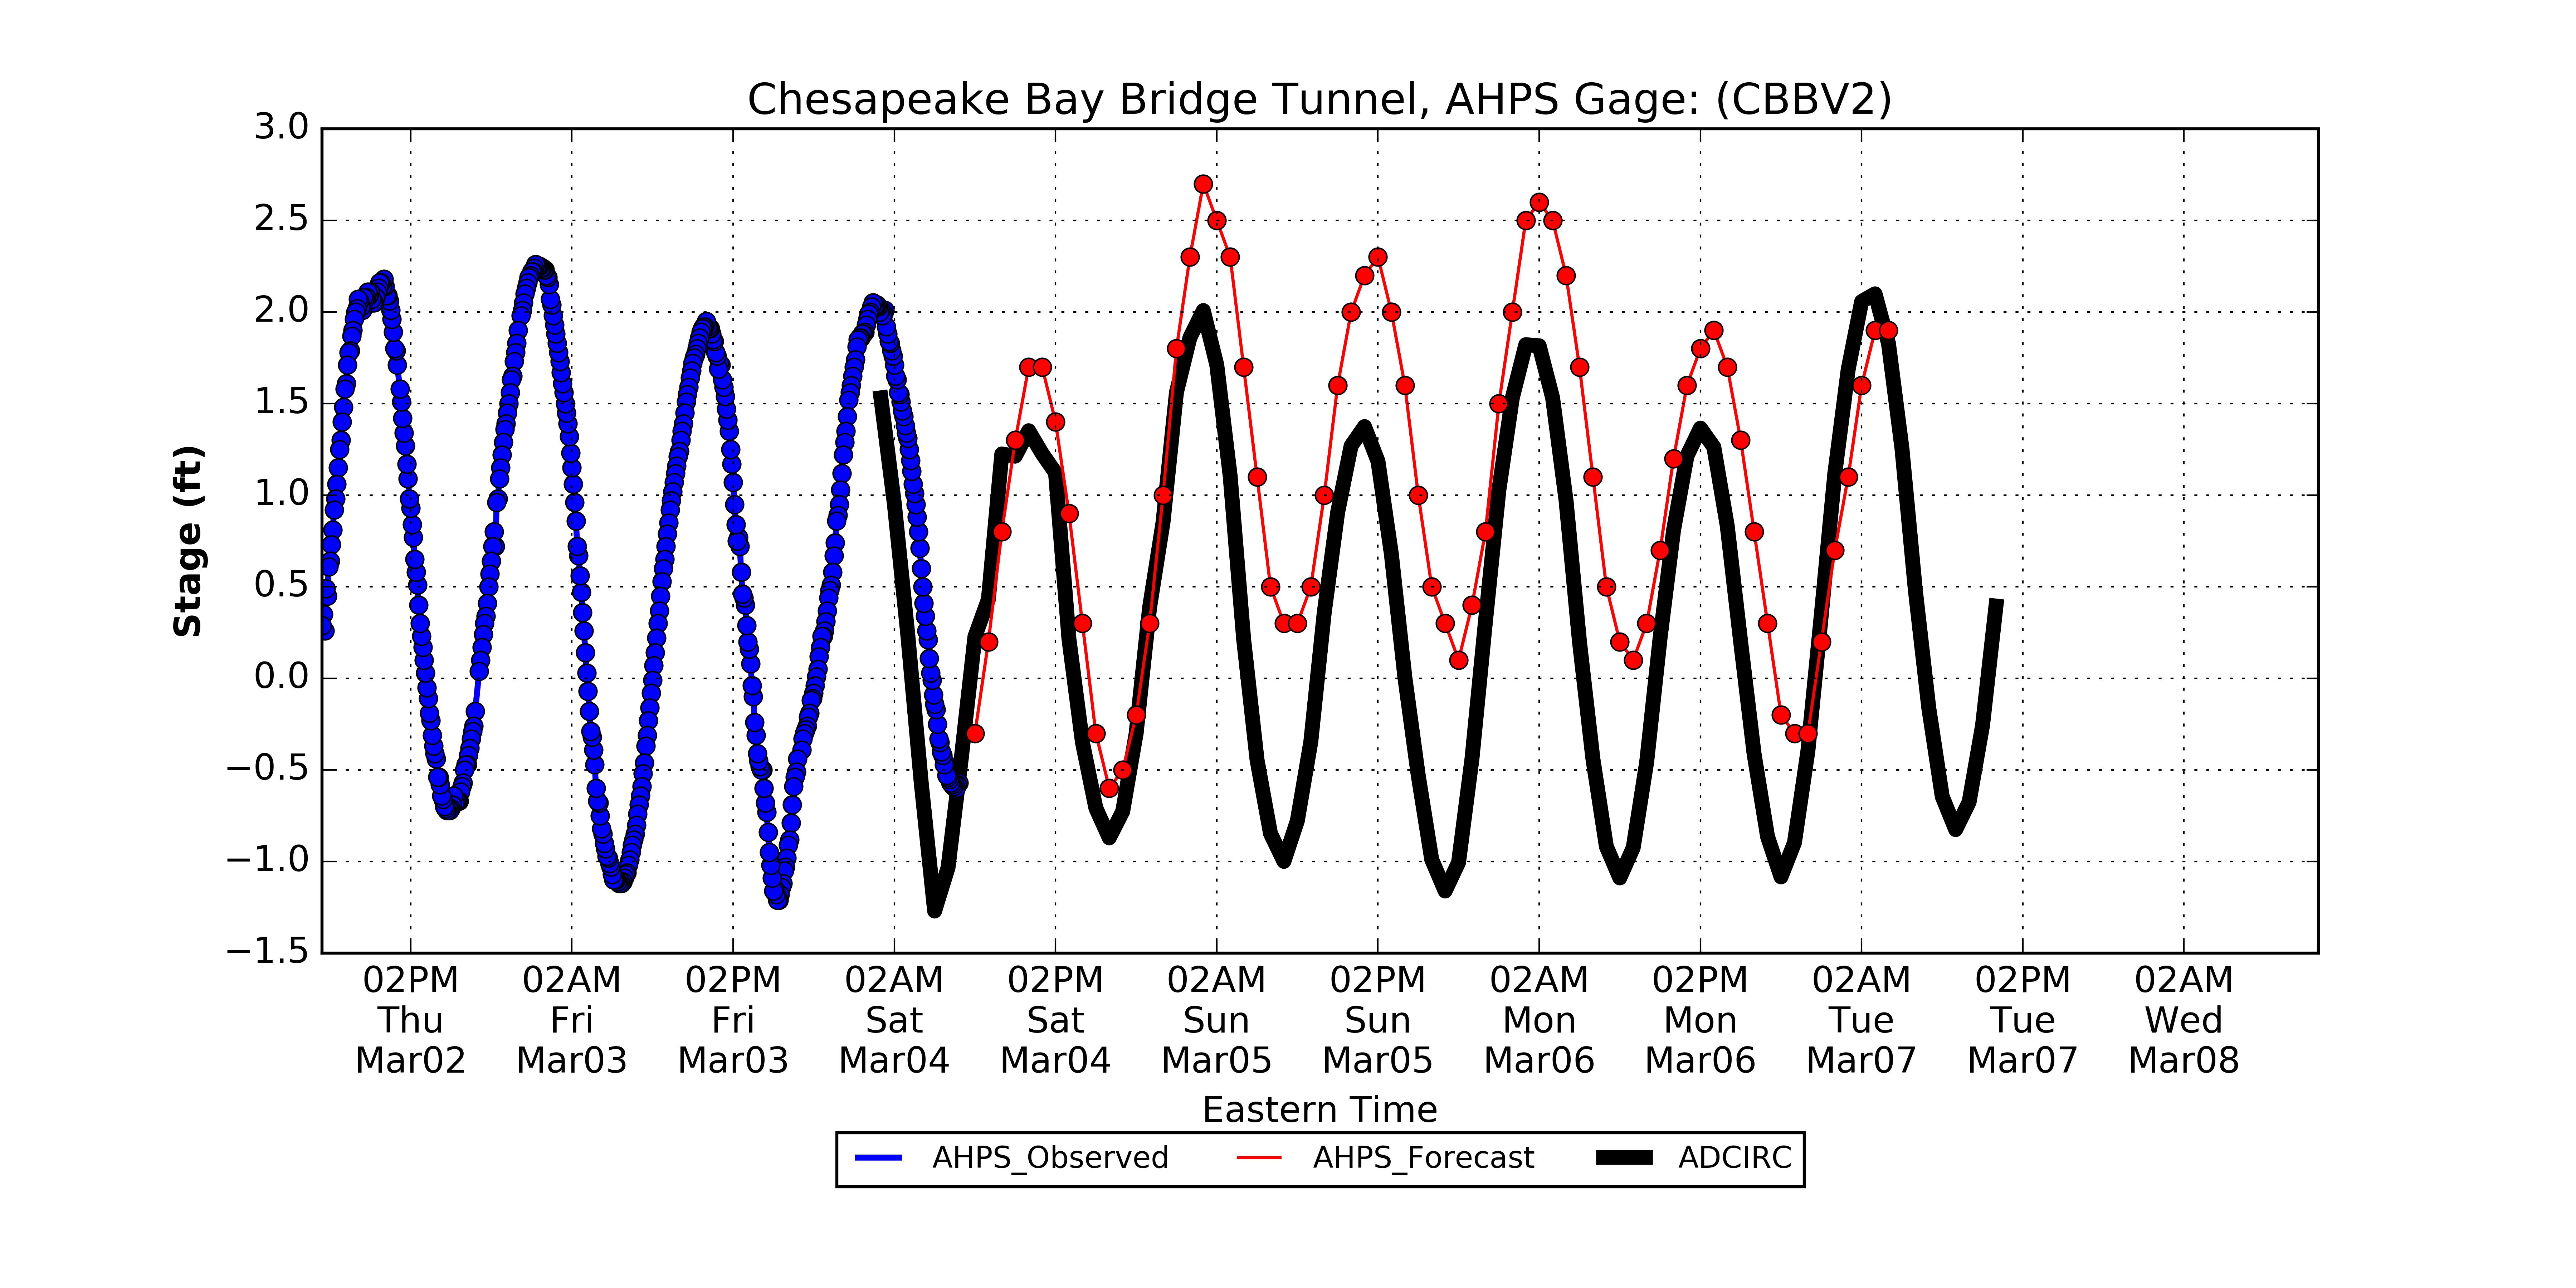 Chesapeake Bay Bridge Tunnel, AHPS Gage: (CBBV2)
3.0
2.5
2.0
1.5
1.0
0.5
0.0
−0.5
−1.0
−1.5
Stage (ft)
02PM 02AM 02PM 02AM 02PM 02AM 02PM 02AM 02PM 02AM 02PM 02AM
Thu Fri Fri Sat Sat Sun Sun Mon Mon Tue Tue Wed
Mar02 Mar03 Mar03 Mar04 Mar04 Mar05 Mar05 Mar06 Mar06 Mar07 Mar07 Mar08
Eastern Time
AHPS_Observed AHPS_Forecast ADCIRC